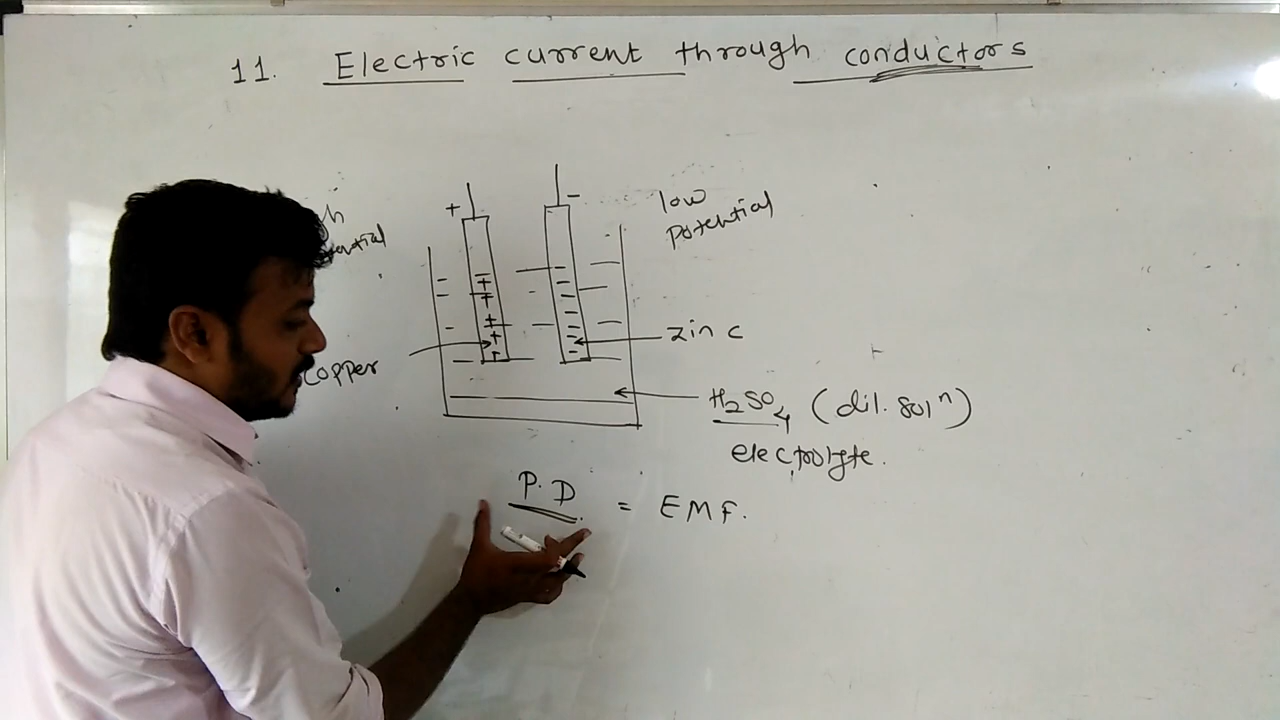 11. Electric current through conductors
+
-
low
potential
Copper
zinc
H₂SO₄ (dil. solⁿ)
electrolyte.
P.D. = EMF.